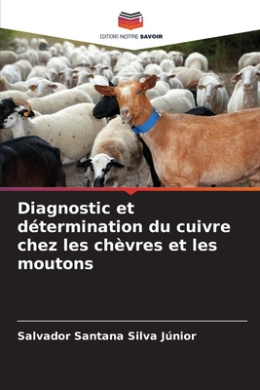 EDITIONS NOTRE SAVOIR
Diagnostic et
détermination du cuivre
chez les chèvres et les
moutons
Salvador Santana Silva Júnior